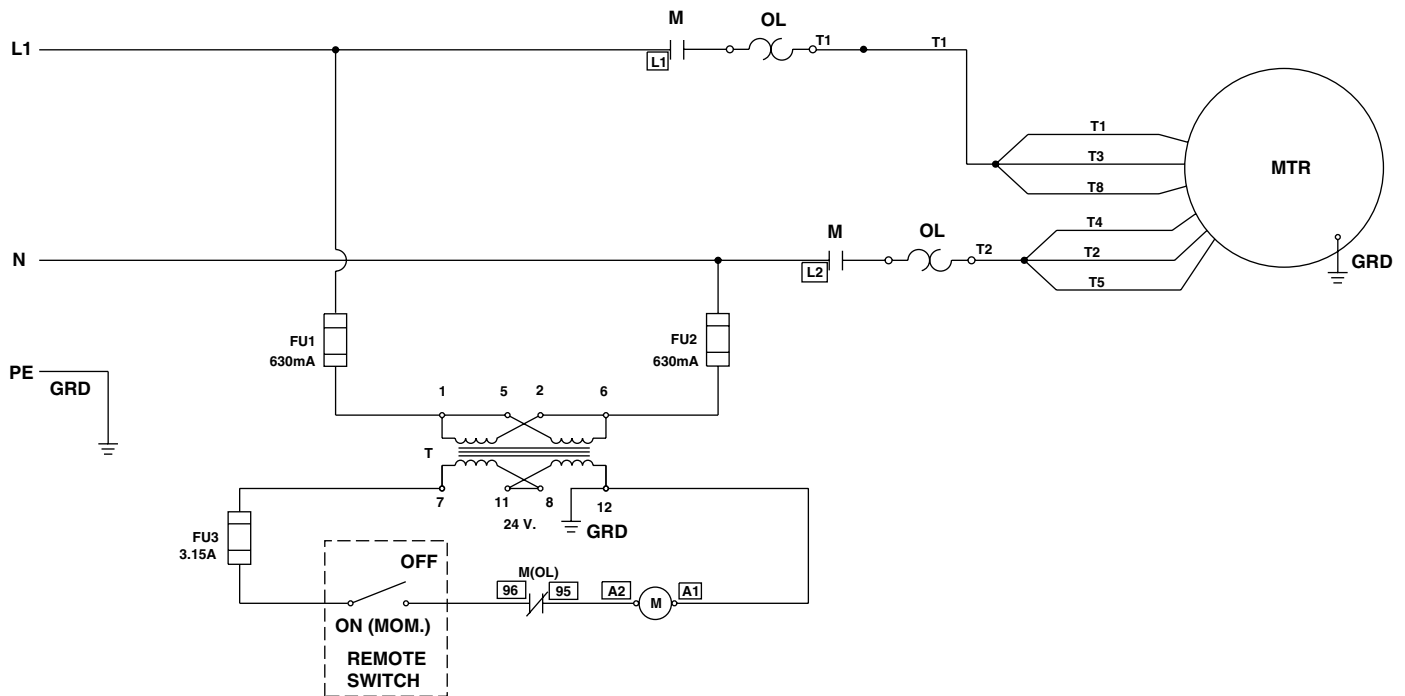 M
OL
L1
T1
T1
L1
T1
T3
MTR
T8
T4
M
OL
N
T2
T2
L2
GRD
T5
FU1
630mA
FU2
630mA
PE
GRD
1
5
2
6
T
7
11
8
12
24 V.
GRD
FU3
3.15A
OFF
M(OL)
96
95
A2
M
A1
ON (MOM.)
REMOTE
SWITCH